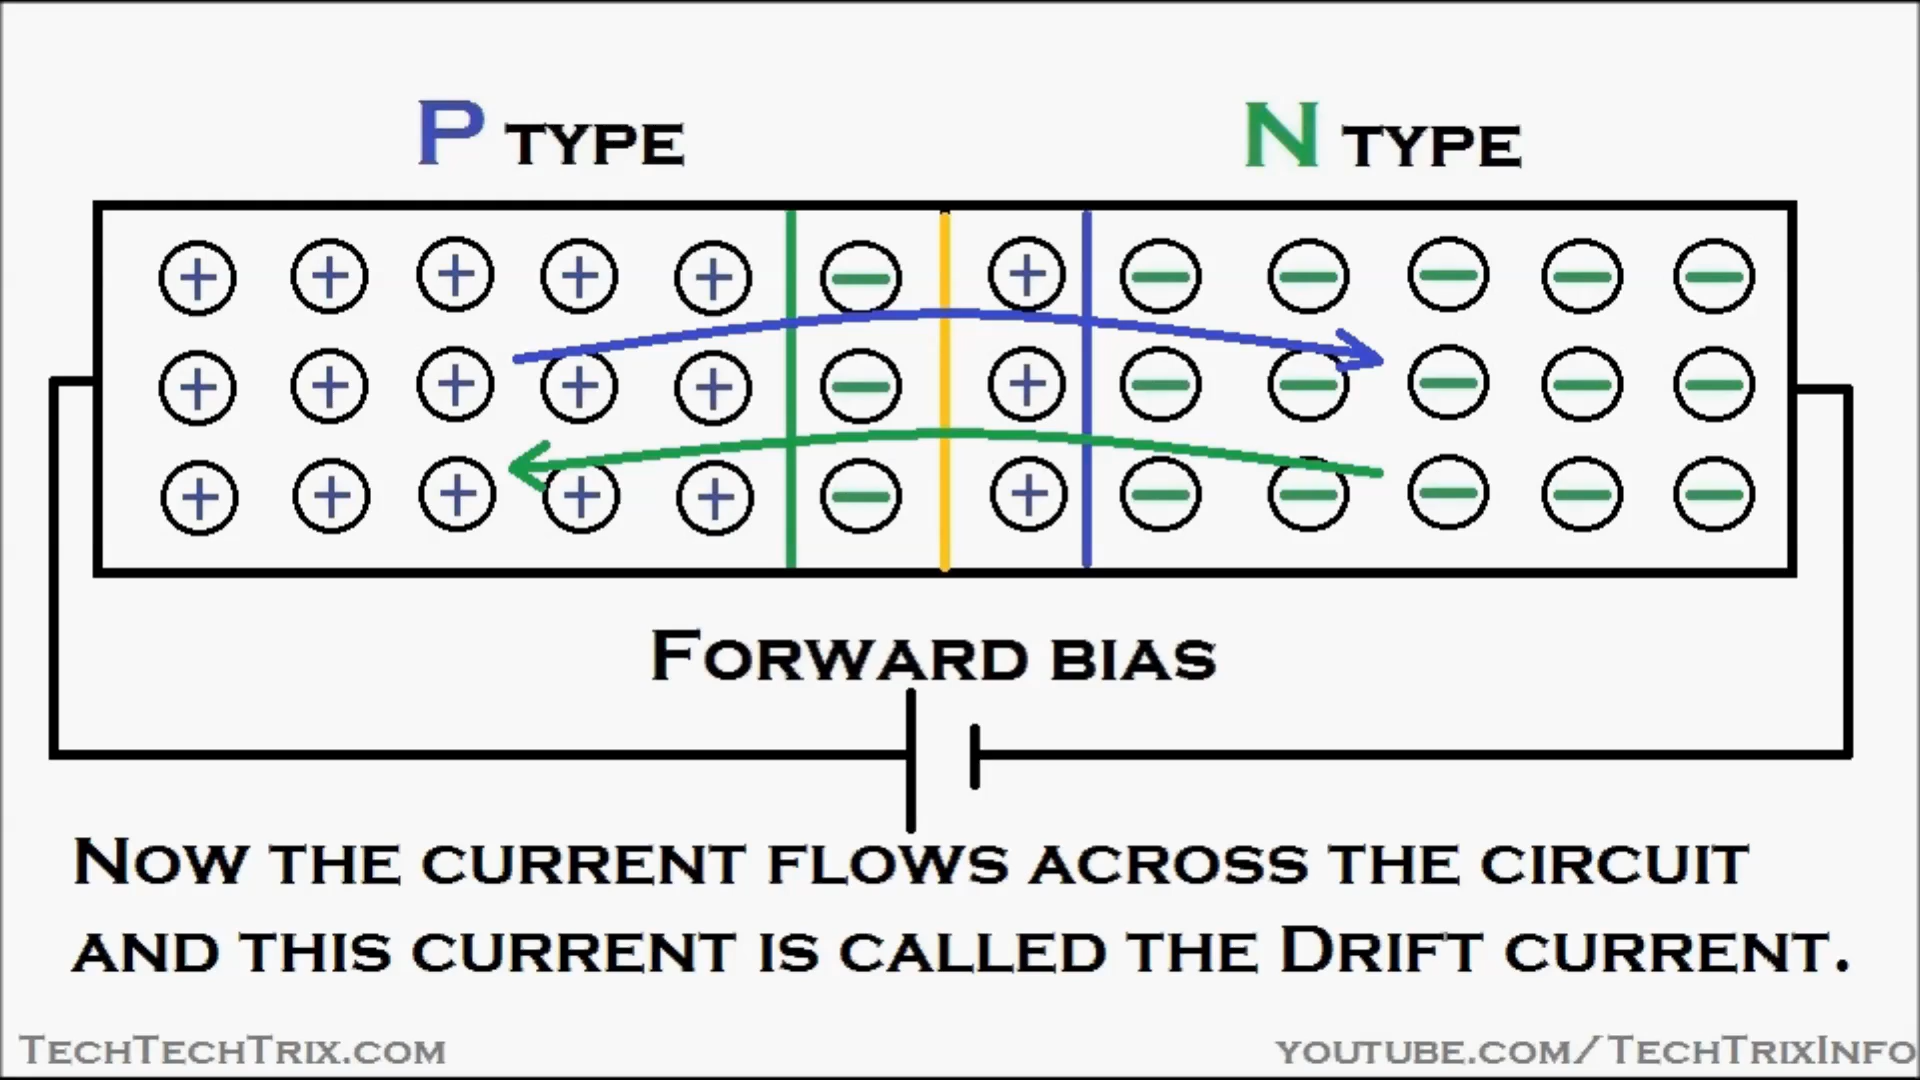 P TYPE
N TYPE
FORWARD BIAS
NOW THE CURRENT FLOWS ACROSS THE CIRCUIT
AND THIS CURRENT IS CALLED THE DRIFT CURRENT.
TECHTECHTRIX.COM
YOUTUBE.COM/TECHTRIXINFO